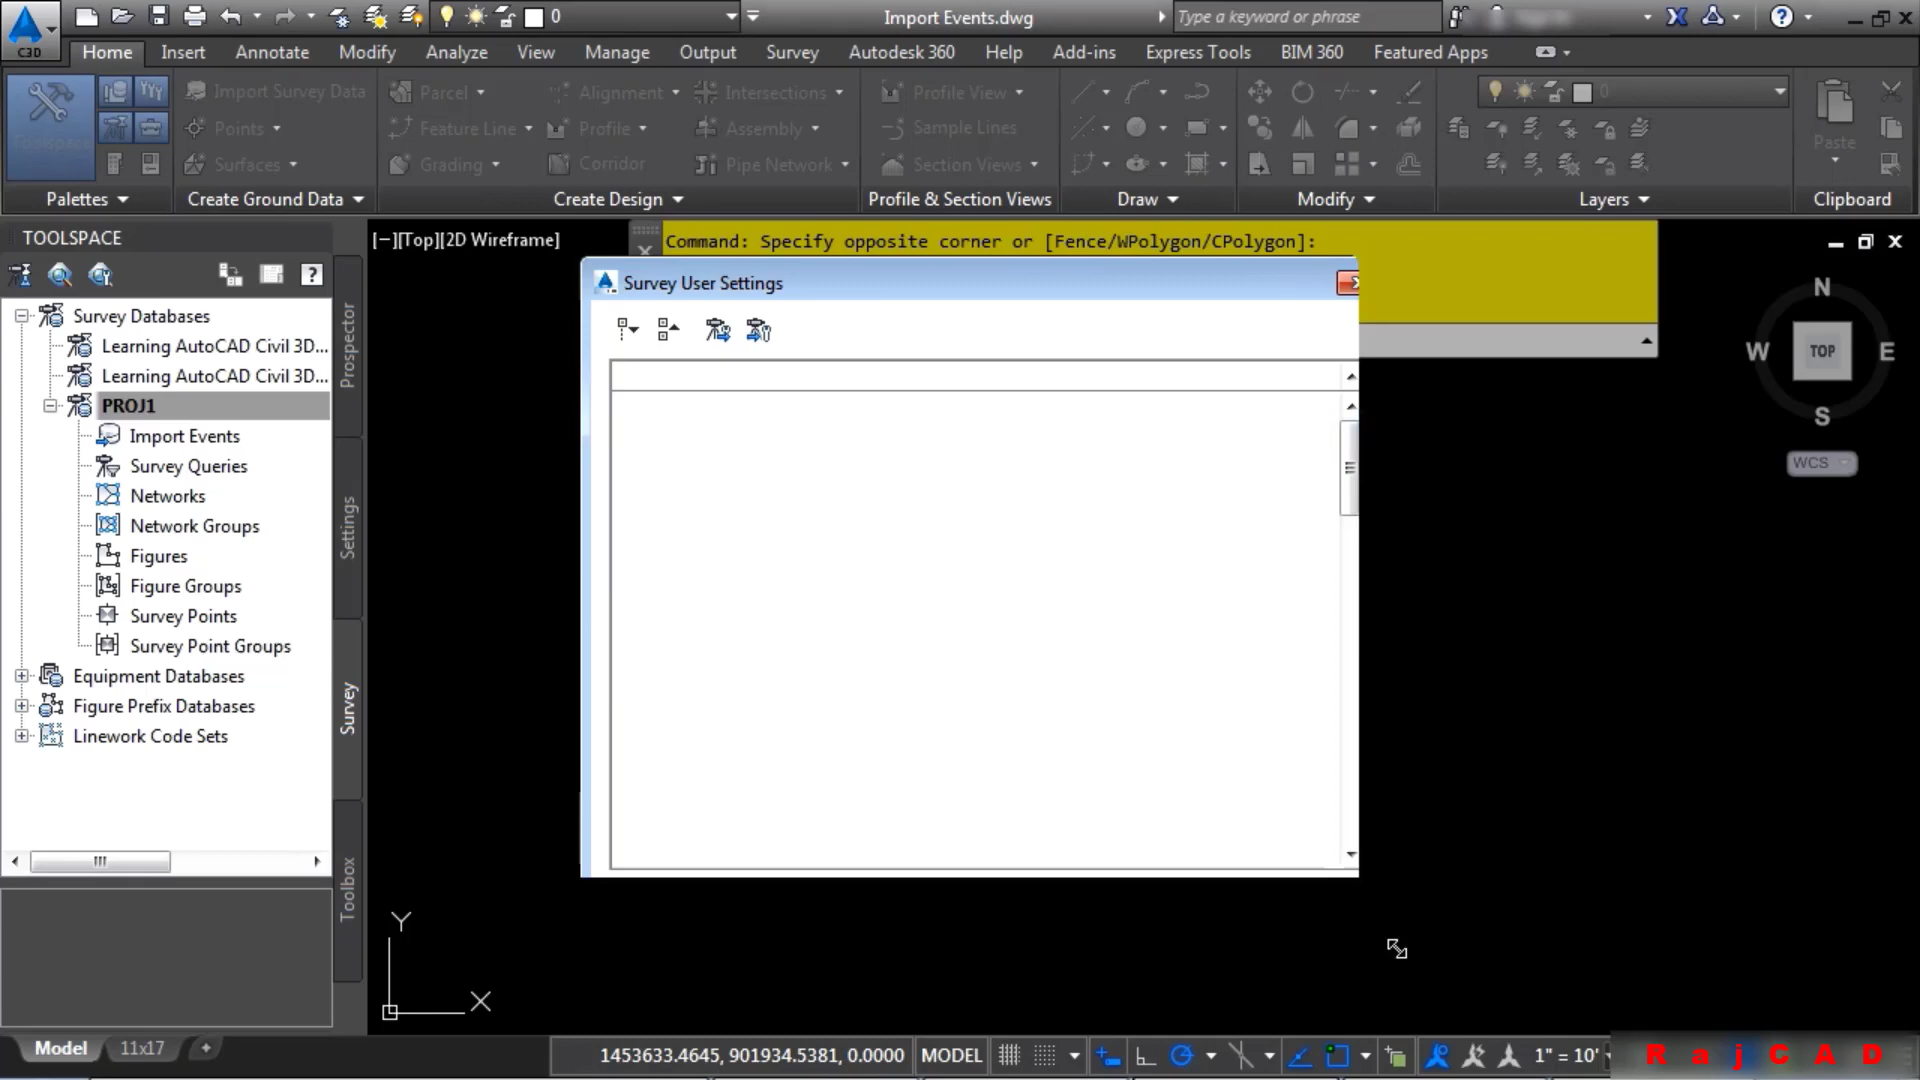 0
Import Events.dwg
Type a keyword or phrase
C3D
Home Insert Annotate Modify Analyze View Manage Output Survey Autodesk 360 Help Add-ins Express Tools BIM 360 Featured Apps
Toolspace
Import Survey Data
Points
Surfaces
Parcel
Feature Line
Grading
Alignment
Profile
Corridor
Intersections
Assembly
Pipe Network
Profile View
Sample Lines
Section Views
0
Paste
Palettes
Create Ground Data
Create Design
Profile & Section Views
Draw
Modify
Layers
Clipboard
TOOLSPACE
Survey Databases
Learning AutoCAD Civil 3D...
Learning AutoCAD Civil 3D...
PROJ1
Import Events
Survey Queries
Networks
Network Groups
Figures
Figure Groups
Survey Points
Survey Point Groups
Equipment Databases
Figure Prefix Databases
Linework Code Sets
Prospector
Settings
Survey
Toolbox
[−][Top][2D Wireframe]
Command: Specify opposite corner or [Fence/WPolygon/CPolygon]:
Survey User Settings
N
W TOP E
S
WCS
Y
X
Model 11x17
1453633.4645, 901934.5381, 0.0000 MODEL
1" = 10'
RajCAD